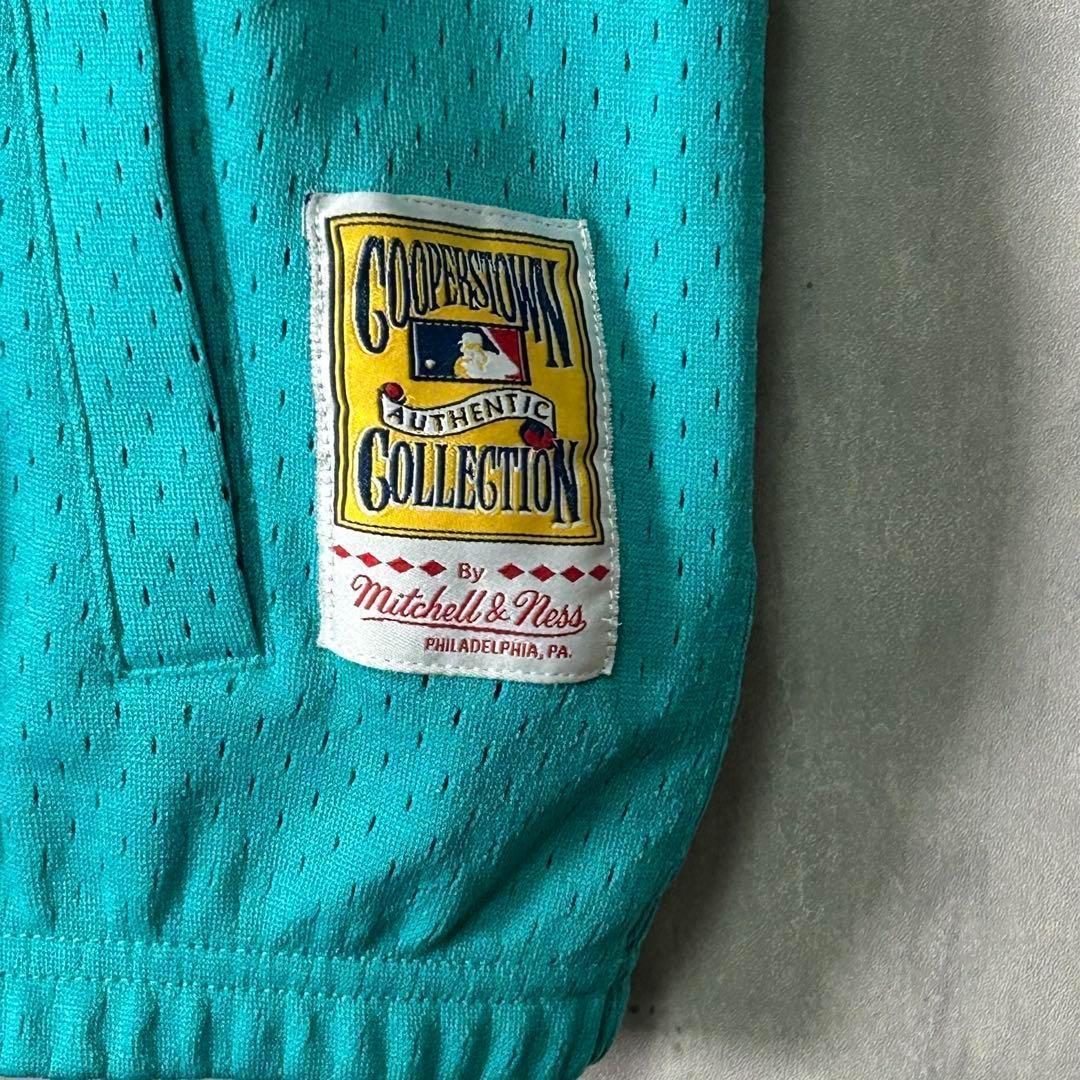 COOPERSTOWN
AUTHENTIC
COLLECTION
By
Mitchell & Ness
PHILADELPHIA, PA.